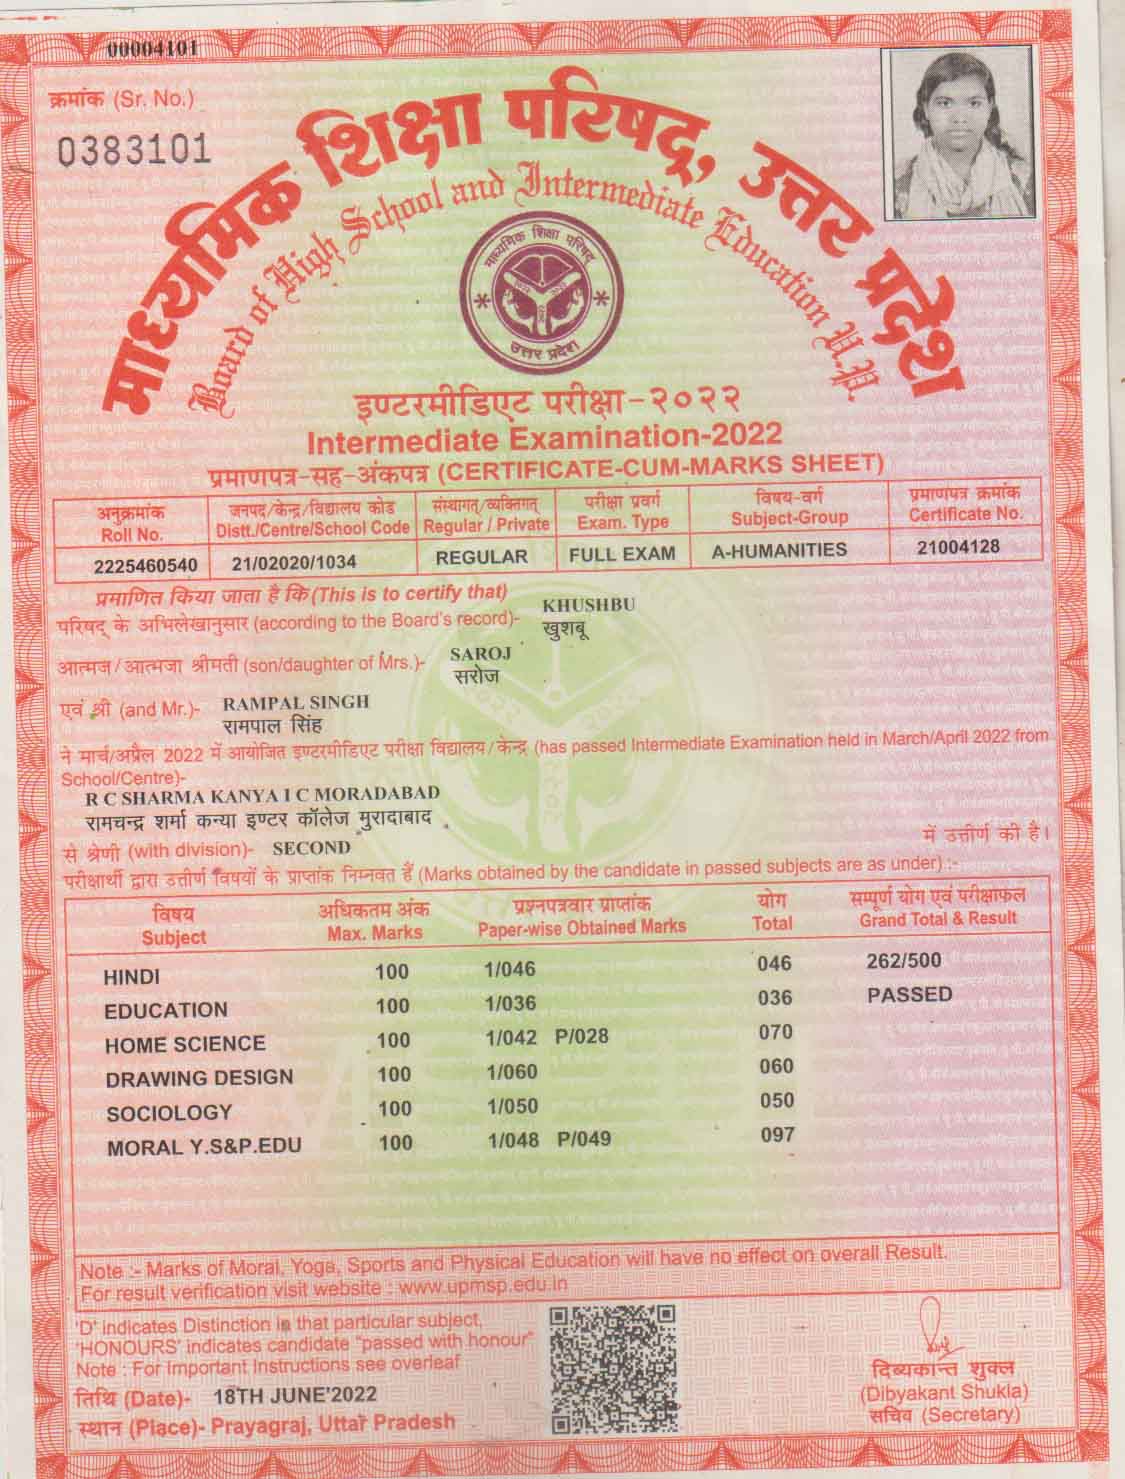 00004101
क्रमांक (Sr. No.)
0383101
माध्यमिक शिक्षा परिषद्, उत्तर प्रदेश
Board of High School and Intermediate Education U.P.
माध्यमिक शिक्षा परिषद्
उत्तर प्रदेश
इण्टरमीडिएट परीक्षा-२०२२
Intermediate Examination-2022
प्रमाणपत्र-सह-अंकपत्र (CERTIFICATE-CUM-MARKS SHEET)
अनुक्रमांक जनपद/केन्द्र/विद्यालय कोड संस्थागत्/व्यक्तिगत् परीक्षा प्रवर्ग विषय-वर्ग प्रमाणपत्र क्रमांक
Roll No. Distt./Centre/School Code Regular / Private Exam. Type Subject-Group Certificate No.
2225460540 21/02020/1034 REGULAR FULL EXAM A-HUMANITIES 21004128
प्रमाणित किया जाता है कि (This is to certify that)
परिषद् के अभिलेखानुसार (according to the Board's record)- KHUSHBU
खुशबू
आत्मज/आत्मजा श्रीमती (son/daughter of Mrs.)- SAROJ
सरोज
एवं श्री (and Mr.)- RAMPAL SINGH
रामपाल सिंह
ने मार्च/अप्रैल 2022 में आयोजित इण्टरमीडिएट परीक्षा विद्यालय/केन्द्र (has passed Intermediate Examination held in March/April 2022 from
School/Centre)-
R C SHARMA KANYA I C MORADABAD
रामचन्द्र शर्मा कन्या इण्टर कॉलेज मुरादाबाद
में उत्तीर्ण की है।
से श्रेणी (with division)- SECOND
परीक्षार्थी द्वारा उत्तीर्ण विषयों के प्राप्तांक निम्नवत हैं (Marks obtained by the candidate in passed subjects are as under) :-
विषय अधिकतम अंक प्रश्नपत्रवार प्राप्तांक योग सम्पूर्ण योग एवं परीक्षाफल
Subject Max. Marks Paper-wise Obtained Marks Total Grand Total & Result
HINDI 100 1/046 046 262/500
EDUCATION 100 1/036 036 PASSED
HOME SCIENCE 100 1/042 P/028 070
DRAWING DESIGN 100 1/060 060
SOCIOLOGY 100 1/050 050
MORAL Y.S&P.EDU 100 1/048 P/049 097
Note :- Marks of Moral, Yoga, Sports and Physical Education will have no effect on overall Result.
For result verification visit website : www.upmsp.edu.in
'D' indicates Distinction in that particular subject,
'HONOURS' indicates candidate "passed with honour"
Note : For Important Instructions see overleaf
तिथि (Date)- 18TH JUNE'2022
स्थान (Place)- Prayagraj, Uttar Pradesh
दिव्यकान्त शुक्ल
(Dibyakant Shukla)
सचिव (Secretary)